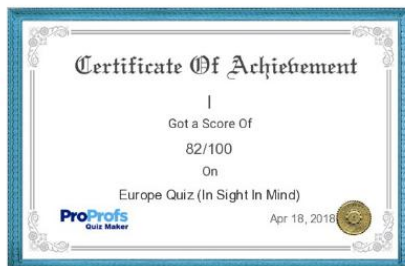 Certificate Of Achievement
I
Got a Score Of
82/100
On
Europe Quiz (In Sight In Mind)
ProProfs
Quiz Maker
Apr 18, 2018